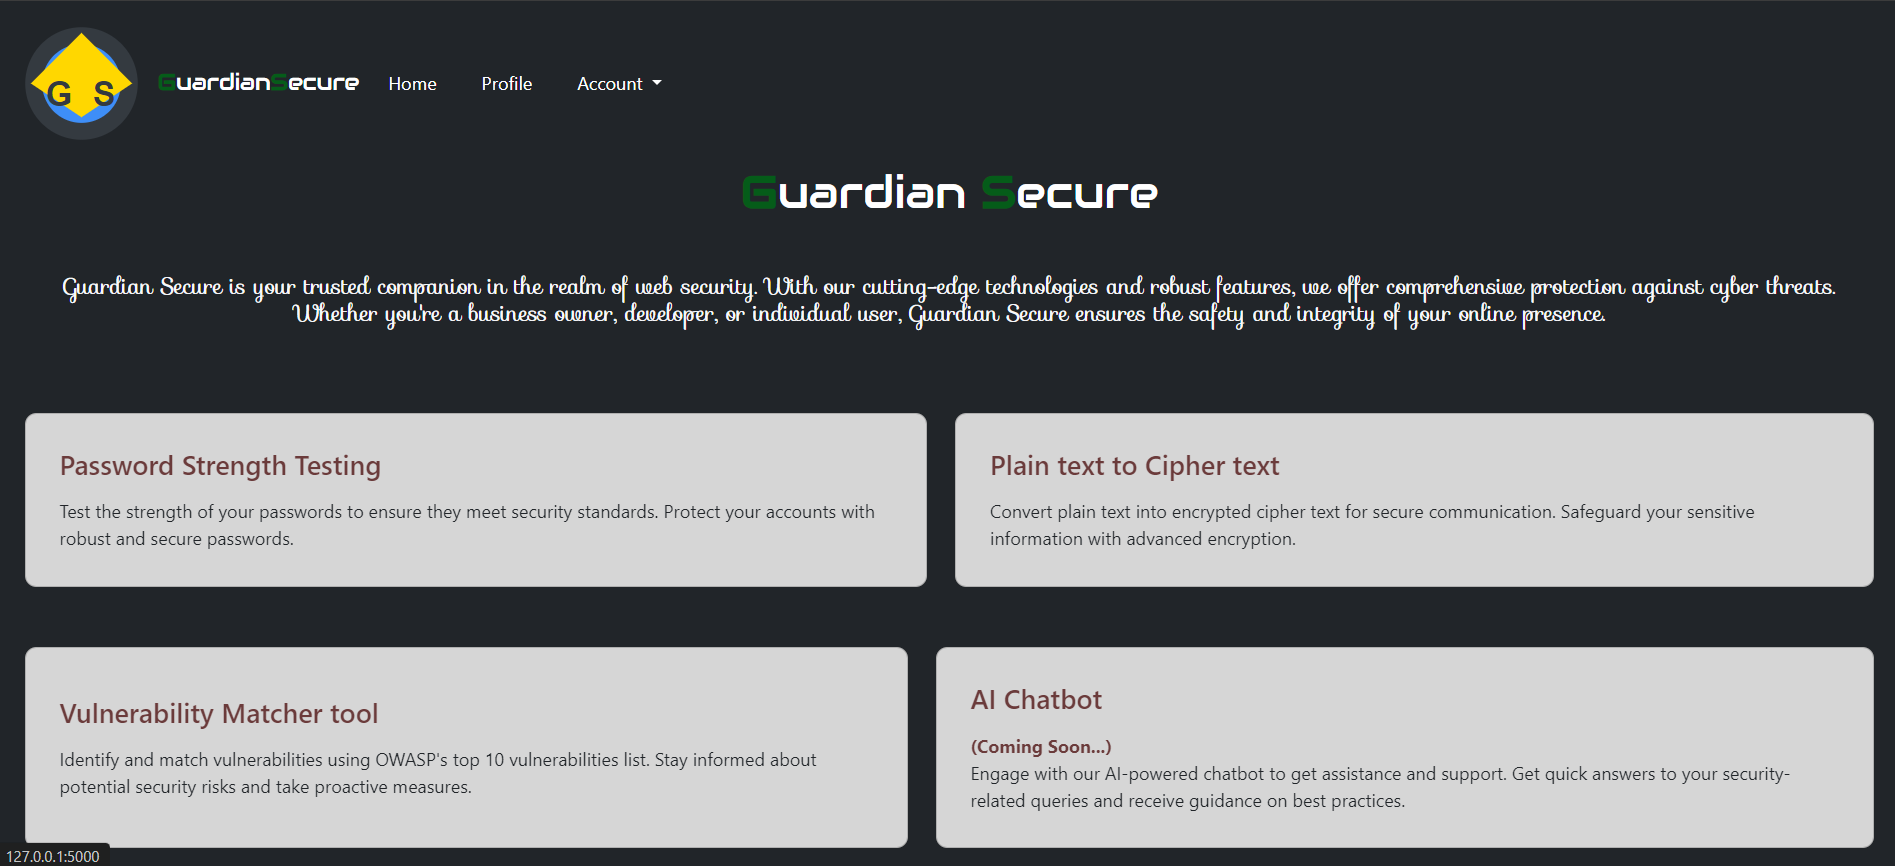 G S
GuardianSecure Home Profile Account
Guardian Secure
Guardian Secure is your trusted companion in the realm of web security. With our cutting-edge technologies and robust features, we offer comprehensive protection against cyber threats.
Whether you're a business owner, developer, or individual user, Guardian Secure ensures the safety and integrity of your online presence.
Password Strength Testing
Test the strength of your passwords to ensure they meet security standards. Protect your accounts with
robust and secure passwords.
Plain text to Cipher text
Convert plain text into encrypted cipher text for secure communication. Safeguard your sensitive
information with advanced encryption.
Vulnerability Matcher tool
Identify and match vulnerabilities using OWASP's top 10 vulnerabilities list. Stay informed about
potential security risks and take proactive measures.
AI Chatbot
(Coming Soon...)
Engage with our AI-powered chatbot to get assistance and support. Get quick answers to your security-
related queries and receive guidance on best practices.
127.0.0.1:5000